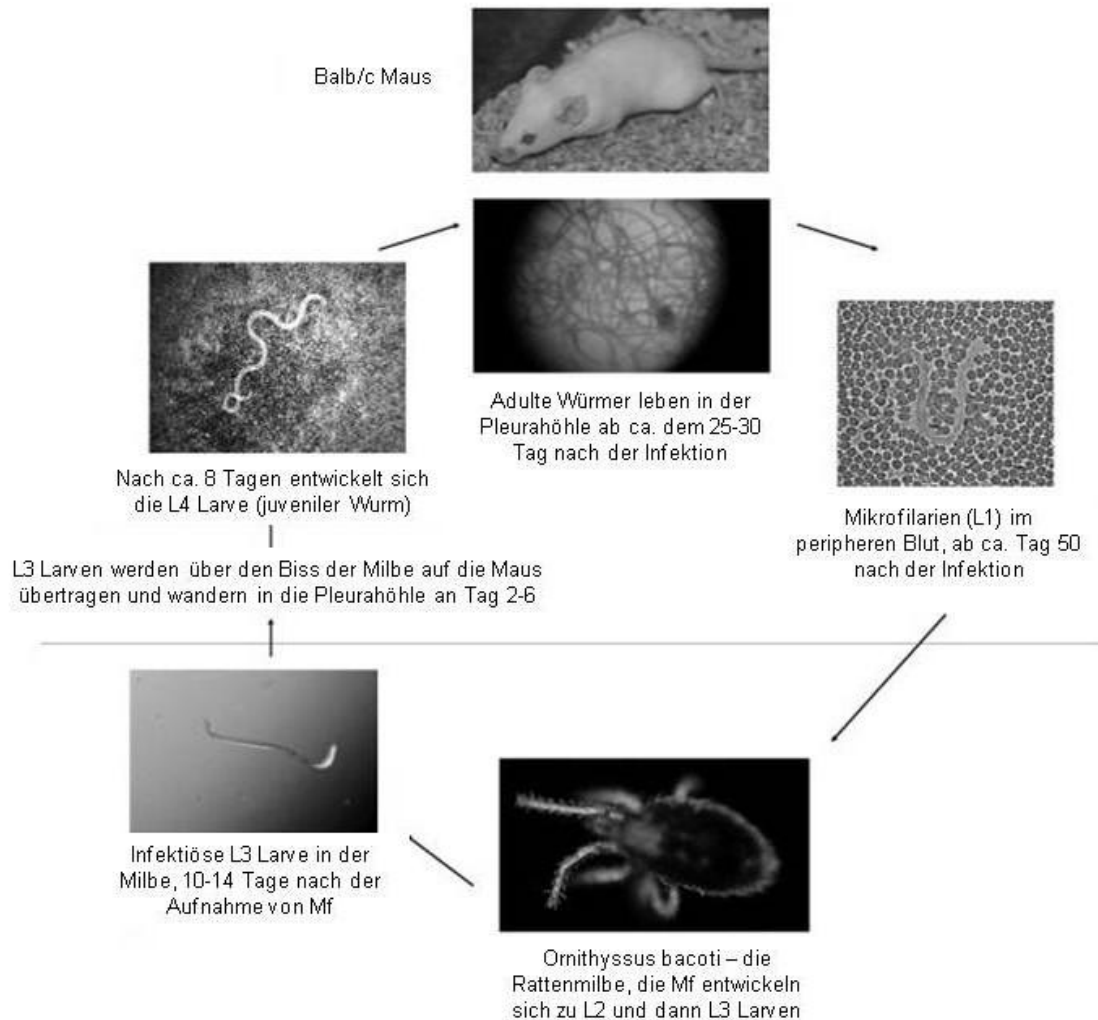 Balb/c Maus
Adulte Würmer leben in der
Pleurahöhle ab ca. dem 25-30
Tag nach der Infektion
Mikrofilarien (L1) im
peripheren Blut, ab ca. Tag 50
nach der Infektion
Nach ca. 8 Tagen entwickelt sich
die L4 Larve (juveniler Wurm)
L3 Larven werden über den Biss der Milbe auf die Maus
übertragen und wandern in die Pleurahöhle an Tag 2-6
Infektiöse L3 Larve in der
Milbe, 10-14 Tage nach der
Aufnahme von Mf
Ornithyssus bacoti – die
Rattenmilbe, die Mf entwickeln
sich zu L2 und dann L3 Larven